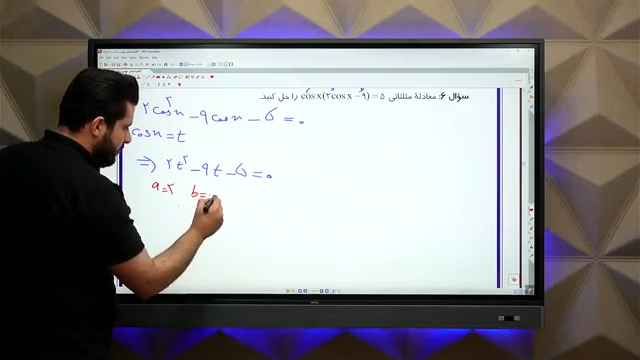 سؤال ۶: معادلهٔ مثلثاتی cos x(۲cos x − ۹) = ۵ را حل کنید.
۲cos²x − ۹cos x − ۵ = ۰
cos x = t
⇒ ۲t² − ۹t − ۵ = ۰
a = ۲ b =